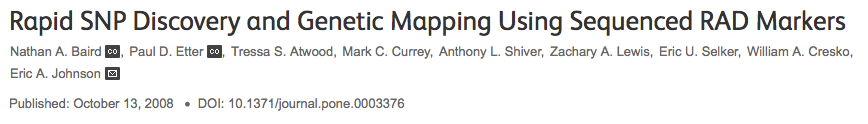 Rapid SNP Discovery and Genetic Mapping Using Sequenced RAD Markers
Nathan A. Baird co, Paul D. Etter co, Tressa S. Atwood, Mark C. Currey, Anthony L. Shiver, Zachary A. Lewis, Eric U. Selker, William A. Cresko,
Eric A. Johnson
Published: October 13, 2008 • DOI: 10.1371/journal.pone.0003376